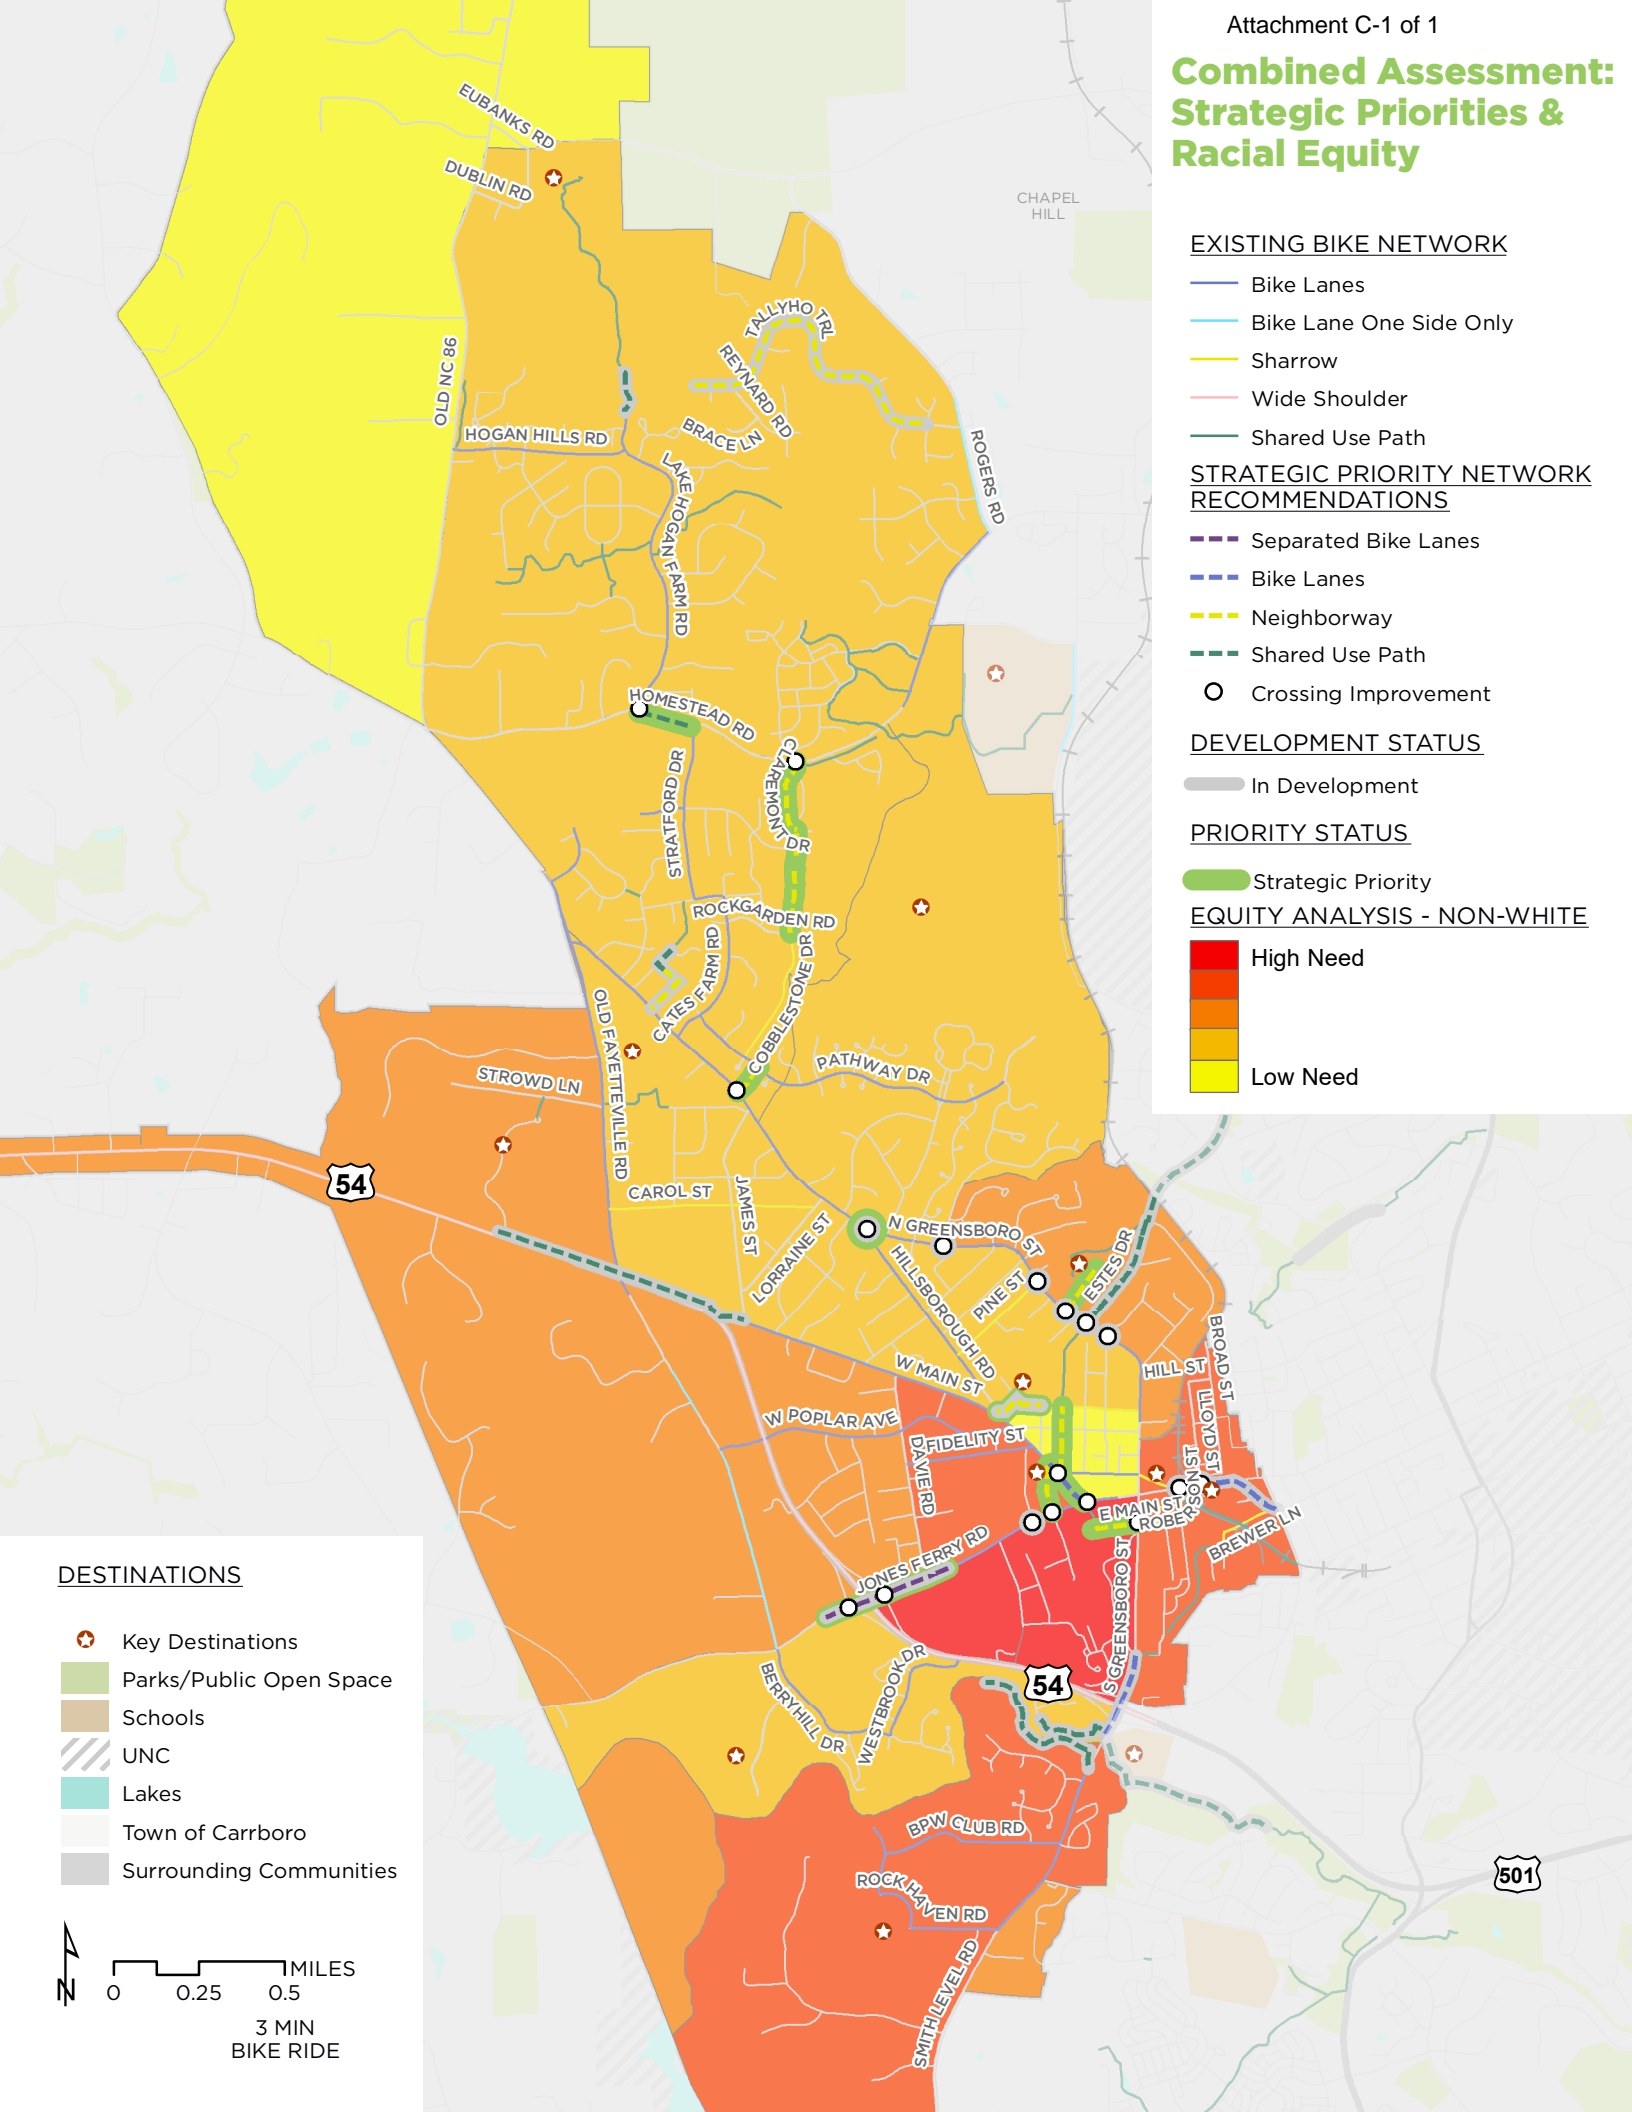 Attachment C-1 of 1
Combined Assessment:
Strategic Priorities &
Racial Equity
EXISTING BIKE NETWORK
Bike Lanes
Bike Lane One Side Only
Sharrow
Wide Shoulder
Shared Use Path
STRATEGIC PRIORITY NETWORK
RECOMMENDATIONS
Separated Bike Lanes
Bike Lanes
Neighborway
Shared Use Path
Crossing Improvement
DEVELOPMENT STATUS
In Development
PRIORITY STATUS
Strategic Priority
EQUITY ANALYSIS - NON-WHITE
High Need
Low Need
CHAPEL
HILL
EUBANKS RD
DUBLIN RD
OLD NC 86
TALLYHO TRL
REYNARD RD
BRACE LN
HOGAN HILLS RD
LAKE HOGAN FARM RD
ROGERS RD
HOMESTEAD RD
CLAREMONT DR
STRATFORD DR
ROCKGARDEN RD
CATES FARM RD
COBBLESTONE DR
OLD FAYETTEVILLE RD
PATHWAY DR
STROWD LN
54
CAROL ST
JAMES ST
LORRAINE ST
N GREENSBORO ST
HILLSBOROUGH RD
PINE ST
ESTES DR
BROAD ST
HILL ST
LLOYD ST
W MAIN ST
W POPLAR AVE
FIDELITY ST
DAVIE RD
E MAIN ST
ROBERSON ST
BREWER LN
JONES FERRY RD
S GREENSBORO ST
54
BERRYHILL DR
WESTBROOK DR
BPW CLUB RD
ROCK HAVEN RD
SMITH LEVEL RD
501
DESTINATIONS
Key Destinations
Parks/Public Open Space
Schools
UNC
Lakes
Town of Carrboro
Surrounding Communities
N
MILES
0 0.25 0.5
3 MIN
BIKE RIDE